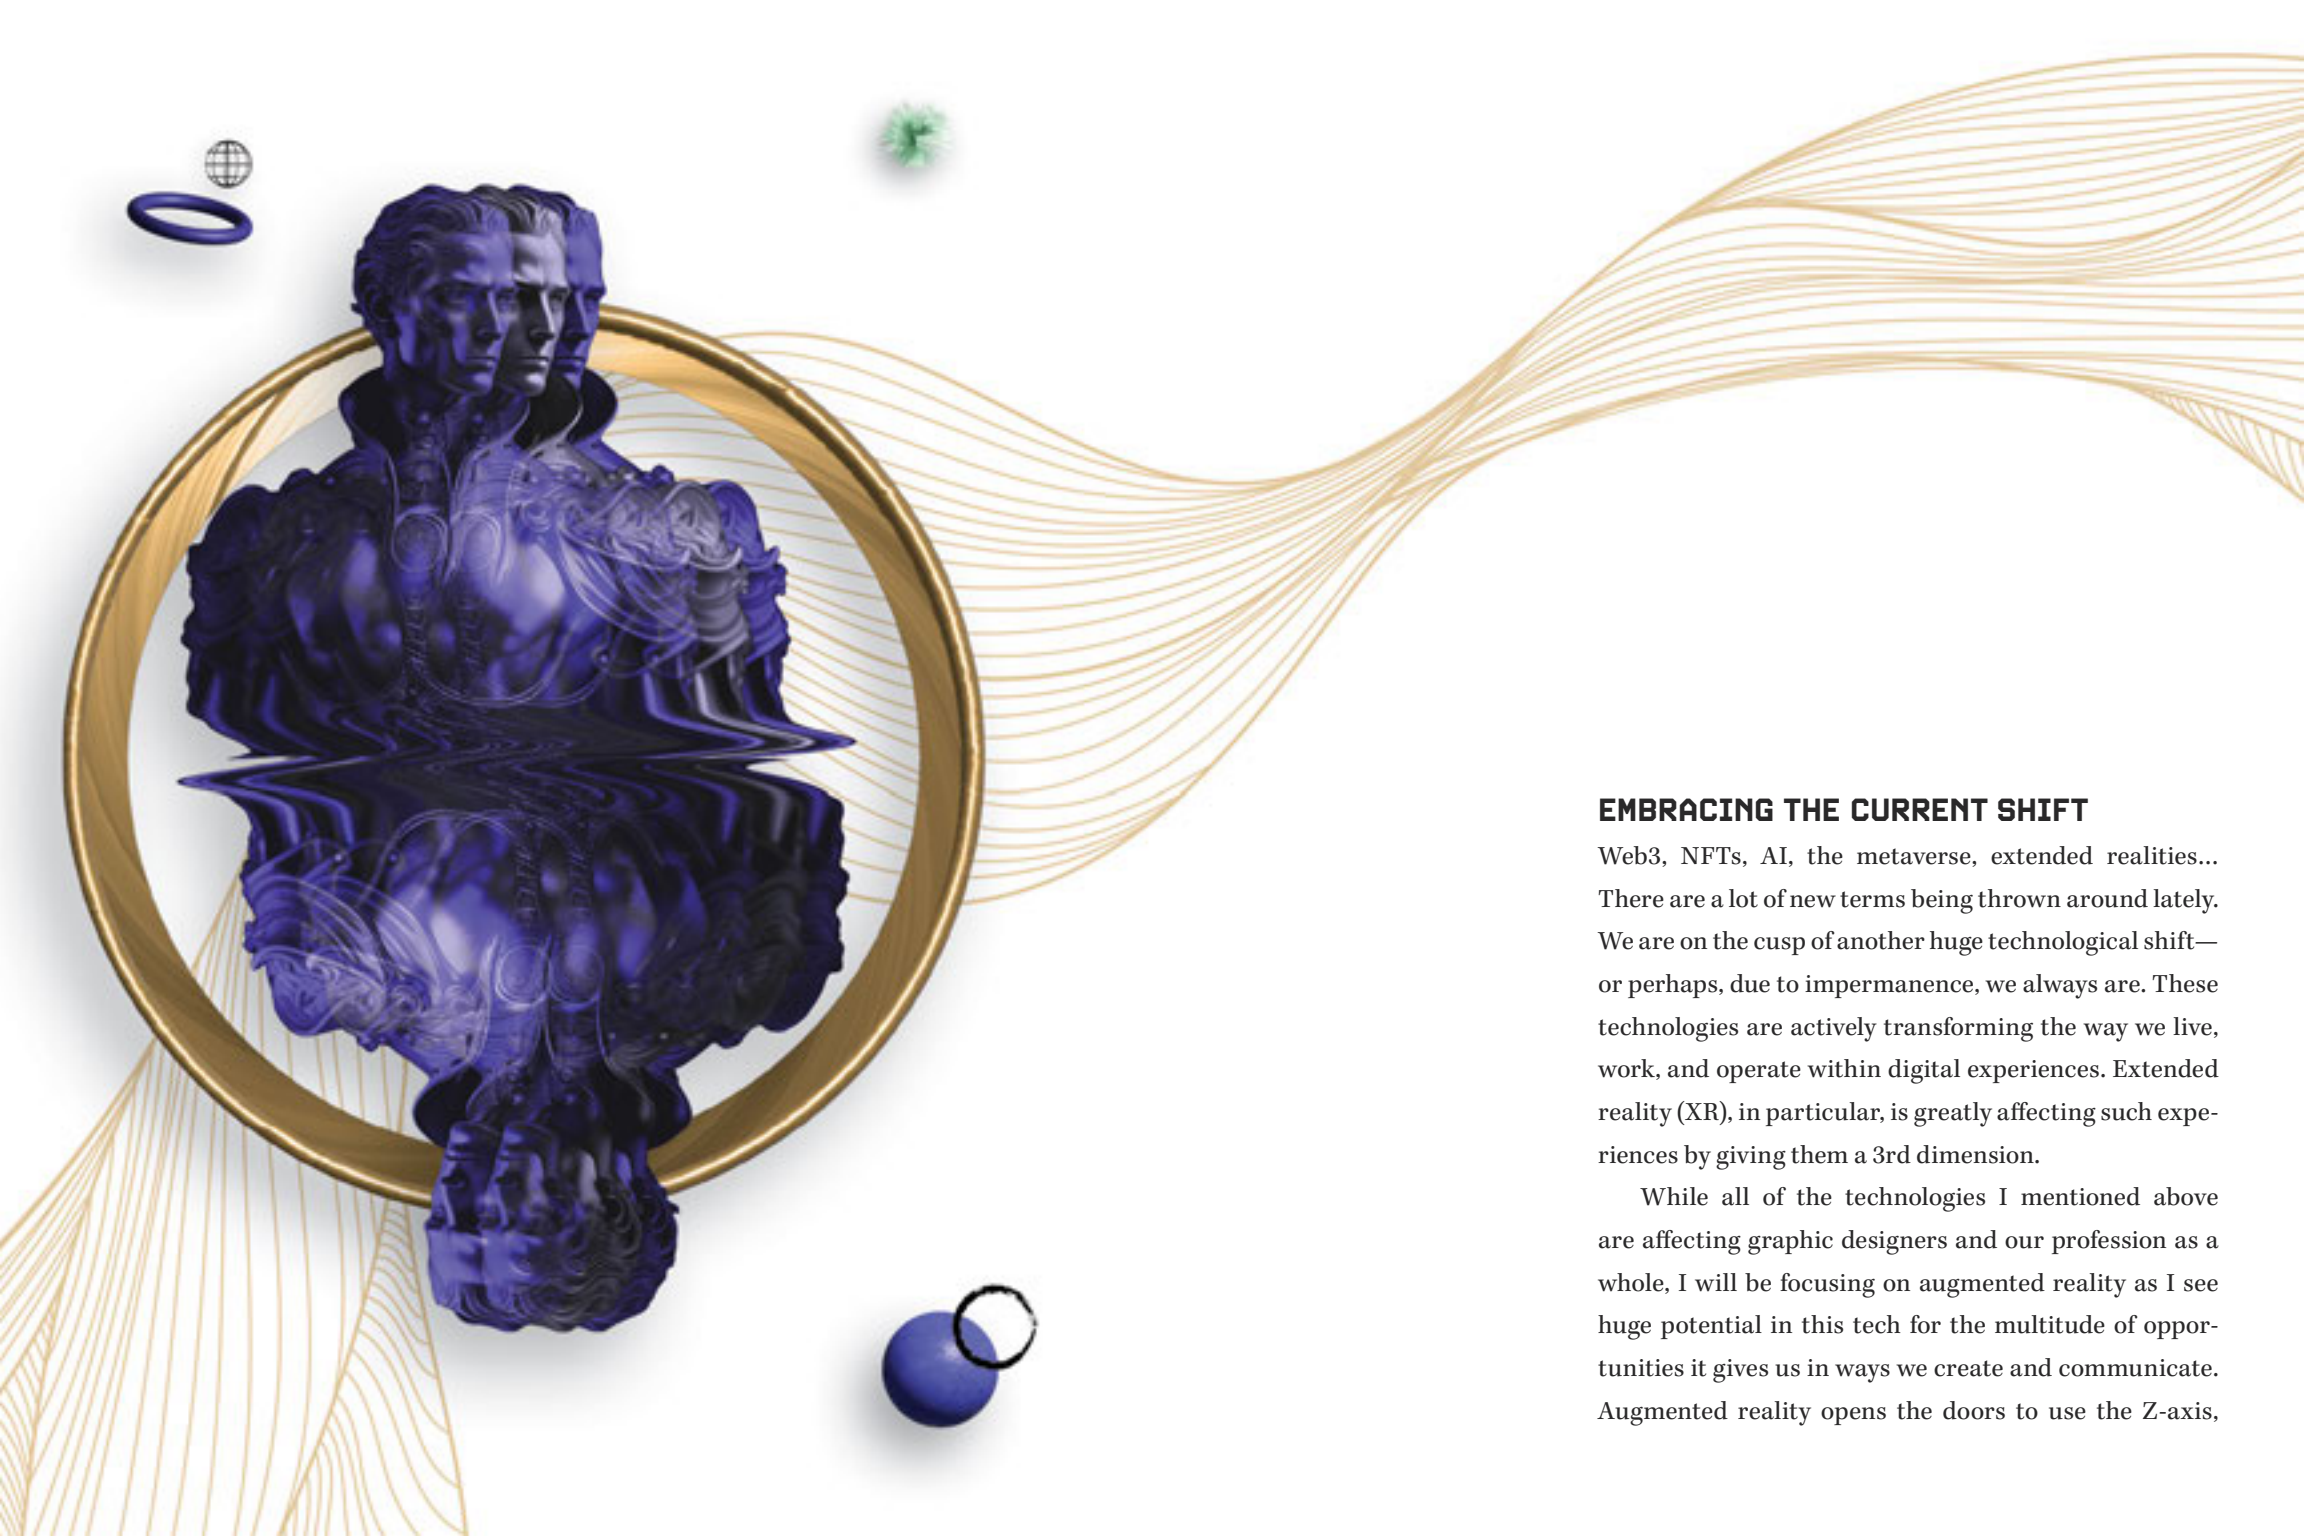 EMBRACING THE CURRENT SHIFT
Web3, NFTs, AI, the metaverse, extended realities...
There are a lot of new terms being thrown around lately.
We are on the cusp of another huge technological shift—
or perhaps, due to impermanence, we always are. These
technologies are actively transforming the way we live,
work, and operate within digital experiences. Extended
reality (XR), in particular, is greatly affecting such expe-
riences by giving them a 3rd dimension.
While all of the technologies I mentioned above
are affecting graphic designers and our profession as a
whole, I will be focusing on augmented reality as I see
huge potential in this tech for the multitude of oppor-
tunities it gives us in ways we create and communicate.
Augmented reality opens the doors to use the Z-axis,